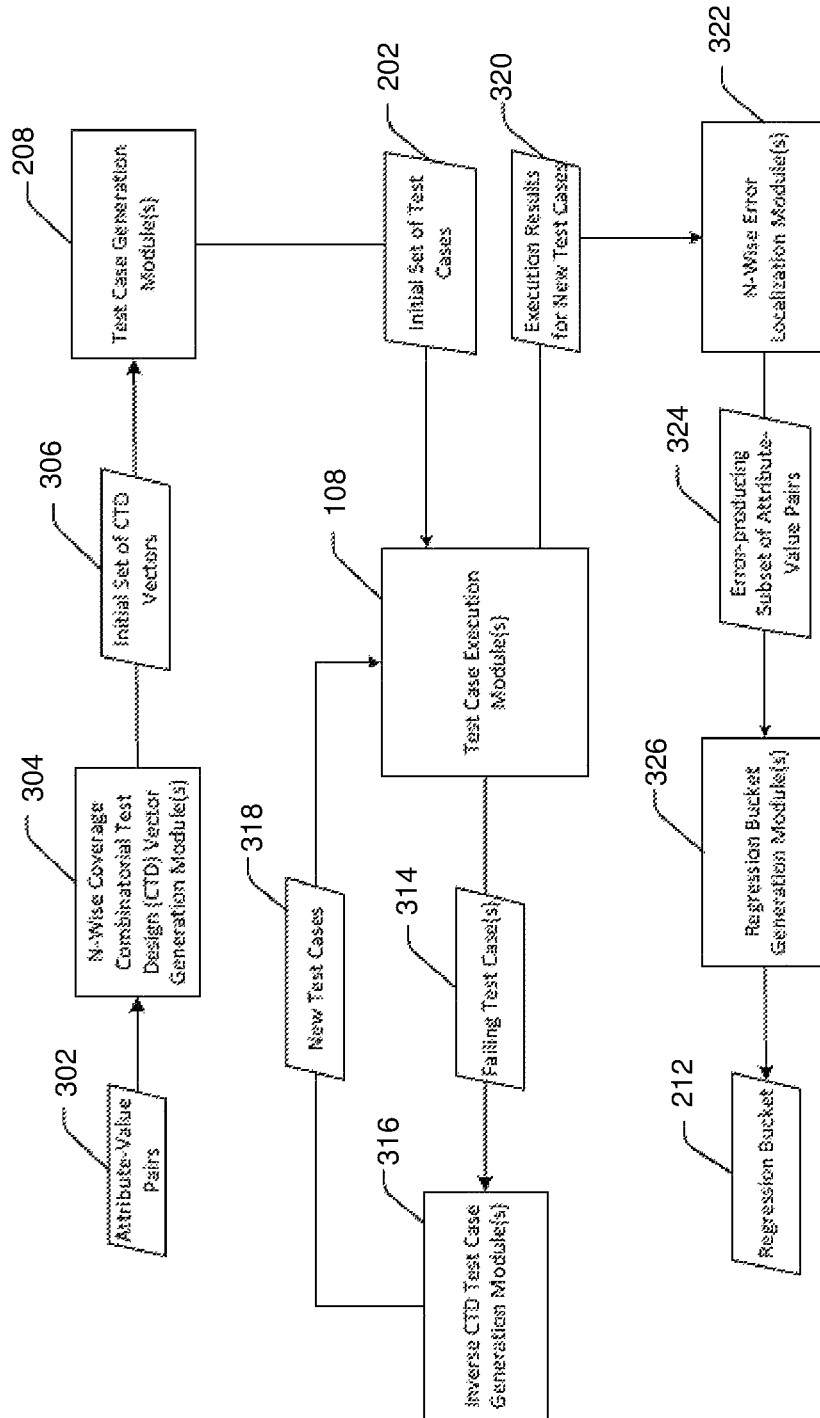 302
Attribute-Value
Pairs
304
N-Wise Coverage
Combinatorial Test
Design (CTD) Vector
Generation Module(s)
306
Initial Set of CTD
Vectors
208
Test Case Generation
Module(s)
316
Inverse CTD Test Case
Generation Module(s)
318
New Test Cases
314
Failing Test Case(s)
108
Test Case Execution
Module(s)
202
Initial Set of Test
Cases
320
Execution Results
for New Test Cases
212
Regression Bucket
326
Regression Bucket
Generation Module(s)
324
Error-producing
Subset of Attribute-
Value Pairs
322
N-Wise Error
Localization Module(s)